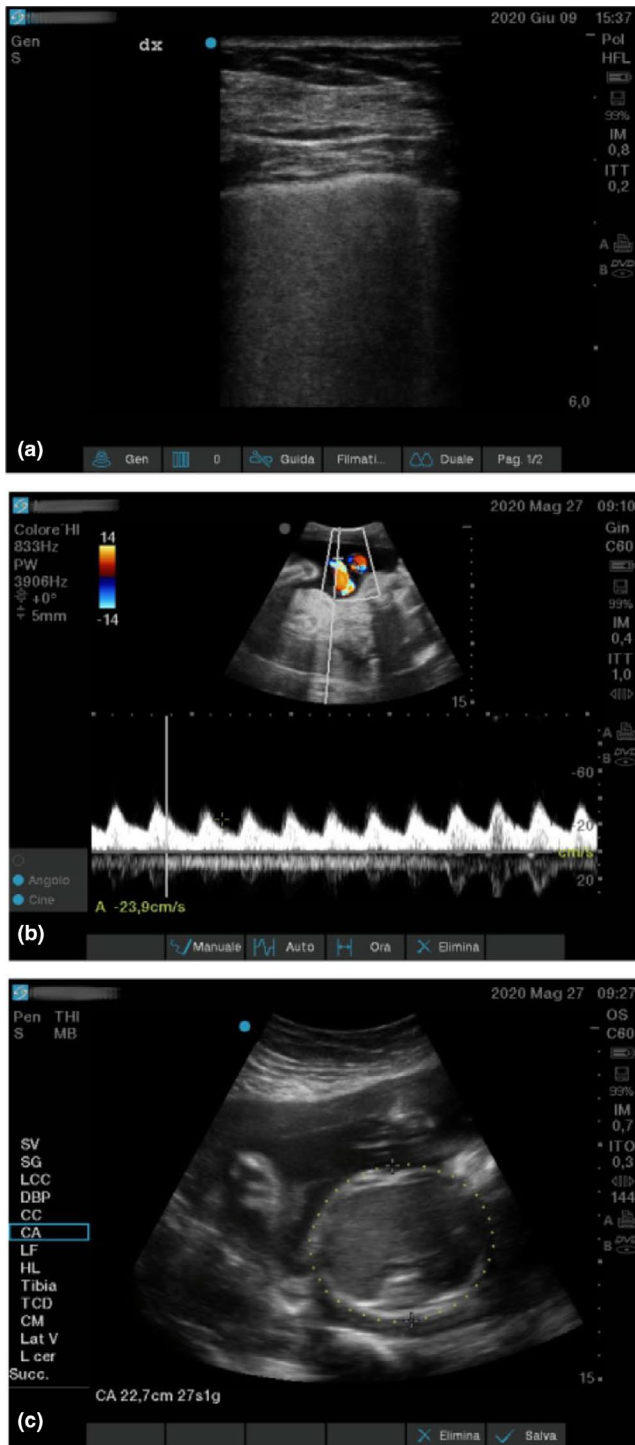 2020 Giu 09 15:37
Gen
S
dx
Pol
HFL
99%
IM
0,8
ITT
0,2
A
B DVD
6,0
(a)
Gen 0 Guida Filmati... Duale Pag. 1/2
2020 Mag 27 09:10
Colore HI
833Hz
PW
3906Hz
+0°
5mm
14
-14
Gin
C60
99%
IM
0,4
ITT
1,0
15
A
B DVD
-60
-20
cm/s
20
Angolo
Cine
A -23,9cm/s
(b)
Manuale Auto Ora Elimina
2020 Mag 27 09:27
Pen THI
S MB
OS
C60
99%
IM
0,7
ITO
0,3
144
A
B DVD
SV
SG
LCC
DBP
CC
CA
LF
HL
Tibia
TCD
CM
Lat V
L cer
Succ.
15
CA 22,7cm 27s1g
(c)
Elimina Salva